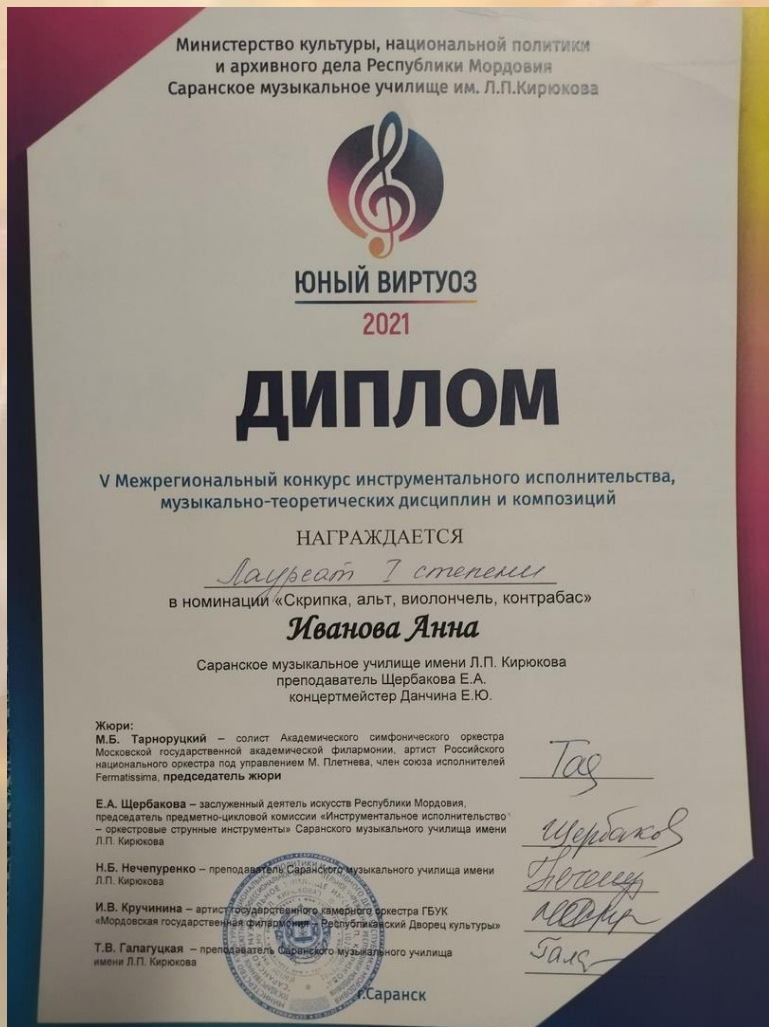 Министерство культуры, национальной политики
и архивного дела Республики Мордовия
Саранское музыкальное училище им. Л.П.Кирюкова
ЮНЫЙ ВИРТУОЗ
2021
ДИПЛОМ
V Межрегиональный конкурс инструментального исполнительства,
музыкально-теоретических дисциплин и композиций
НАГРАЖДАЕТСЯ
Лауреат I степени
в номинации «Скрипка, альт, виолончель, контрабас»
Иванова Анна
Саранское музыкальное училище имени Л.П. Кирюкова
преподаватель Щербакова Е.А.
концертмейстер Данчина Е.Ю.
Жюри:
М.Б. Тарноруцкий – солист Академического симфонического оркестра
Московской государственной академической филармонии, артист Российского
национального оркестра под управлением М. Плетнева, член союза исполнителей
Fermatissima, председатель жюри
Е.А. Щербакова – заслуженный деятель искусств Республики Мордовия,
председатель предметно-цикловой комиссии «Инструментальное исполнительство
– оркестровые струнные инструменты» Саранского музыкального училища имени
Л.П. Кирюкова
Н.Б. Нечепуренко – преподаватель Саранского музыкального училища имени
Л.П. Кирюкова
И.В. Кручинина – артист государственного камерного оркестра ГБУК
«Мордовская государственная филармония – Республиканский Дворец культуры»
Т.В. Галагуцкая – преподаватель Саранского музыкального училища
имени Л.П. Кирюкова
г.Саранск